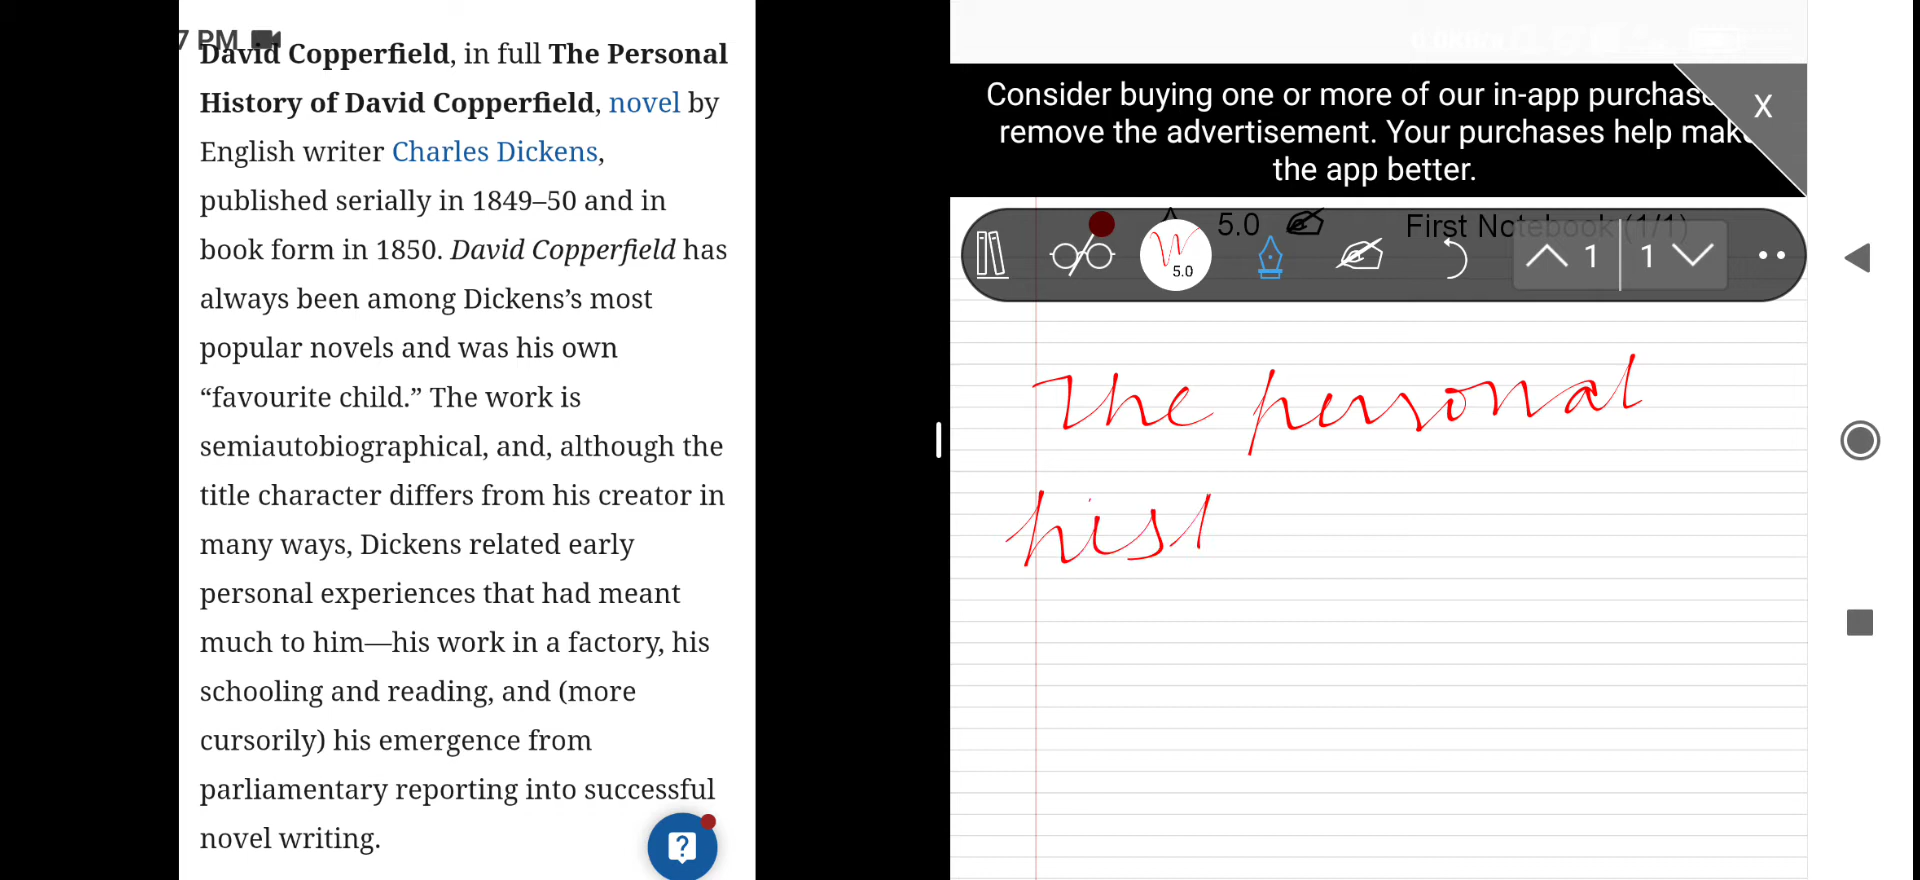 7 PM
David Copperfield, in full The Personal
History of David Copperfield, novel by
English writer Charles Dickens,
published serially in 1849–50 and in
book form in 1850. David Copperfield has
always been among Dickens’s most
popular novels and was his own
“favourite child.” The work is
semiautobiographical, and, although the
title character differs from his creator in
many ways, Dickens related early
personal experiences that had meant
much to him—his work in a factory, his
schooling and reading, and (more
cursorily) his emergence from
parliamentary reporting into successful
novel writing.
?
Consider buying one or more of our in-app purchas
remove the advertisement. Your purchases help mak
the app better.
X
5.0 First Notebook (1/1)
5.0 1 1
The personal
hist